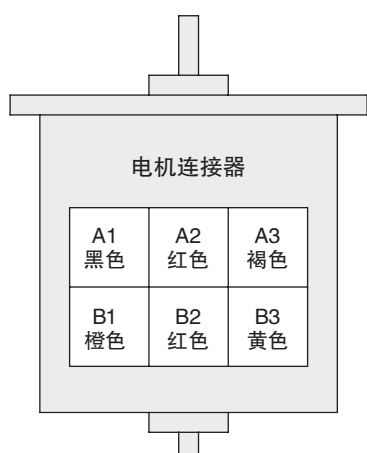 电机连接器
A1 A2 A3
黑色 红色 褐色
B1 B2 B3
橙色 红色 黄色